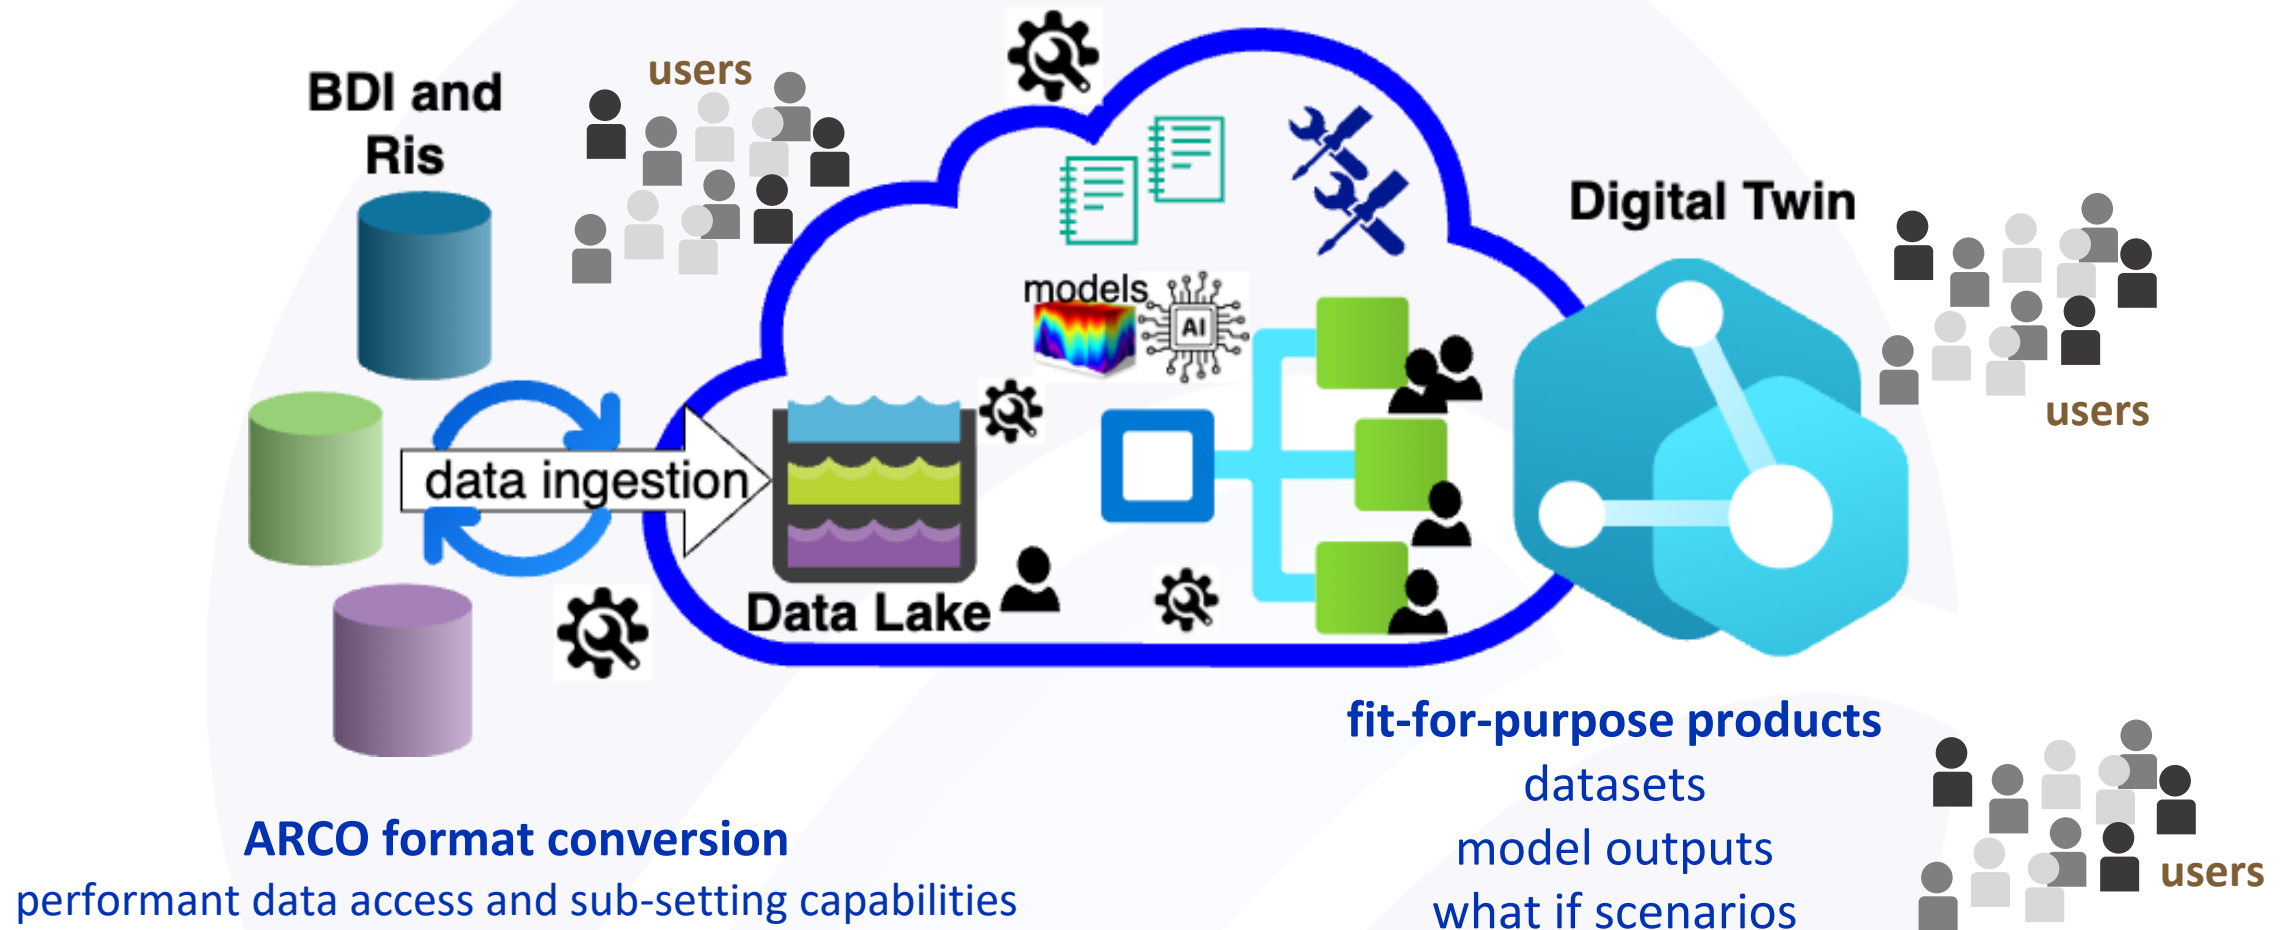 BDI and
Ris
users
models
AI
data ingestion
Data Lake
Digital Twin
users
ARCO format conversion
performant data access and sub-setting capabilities
fit-for-purpose products
datasets
model outputs
what if scenarios
users